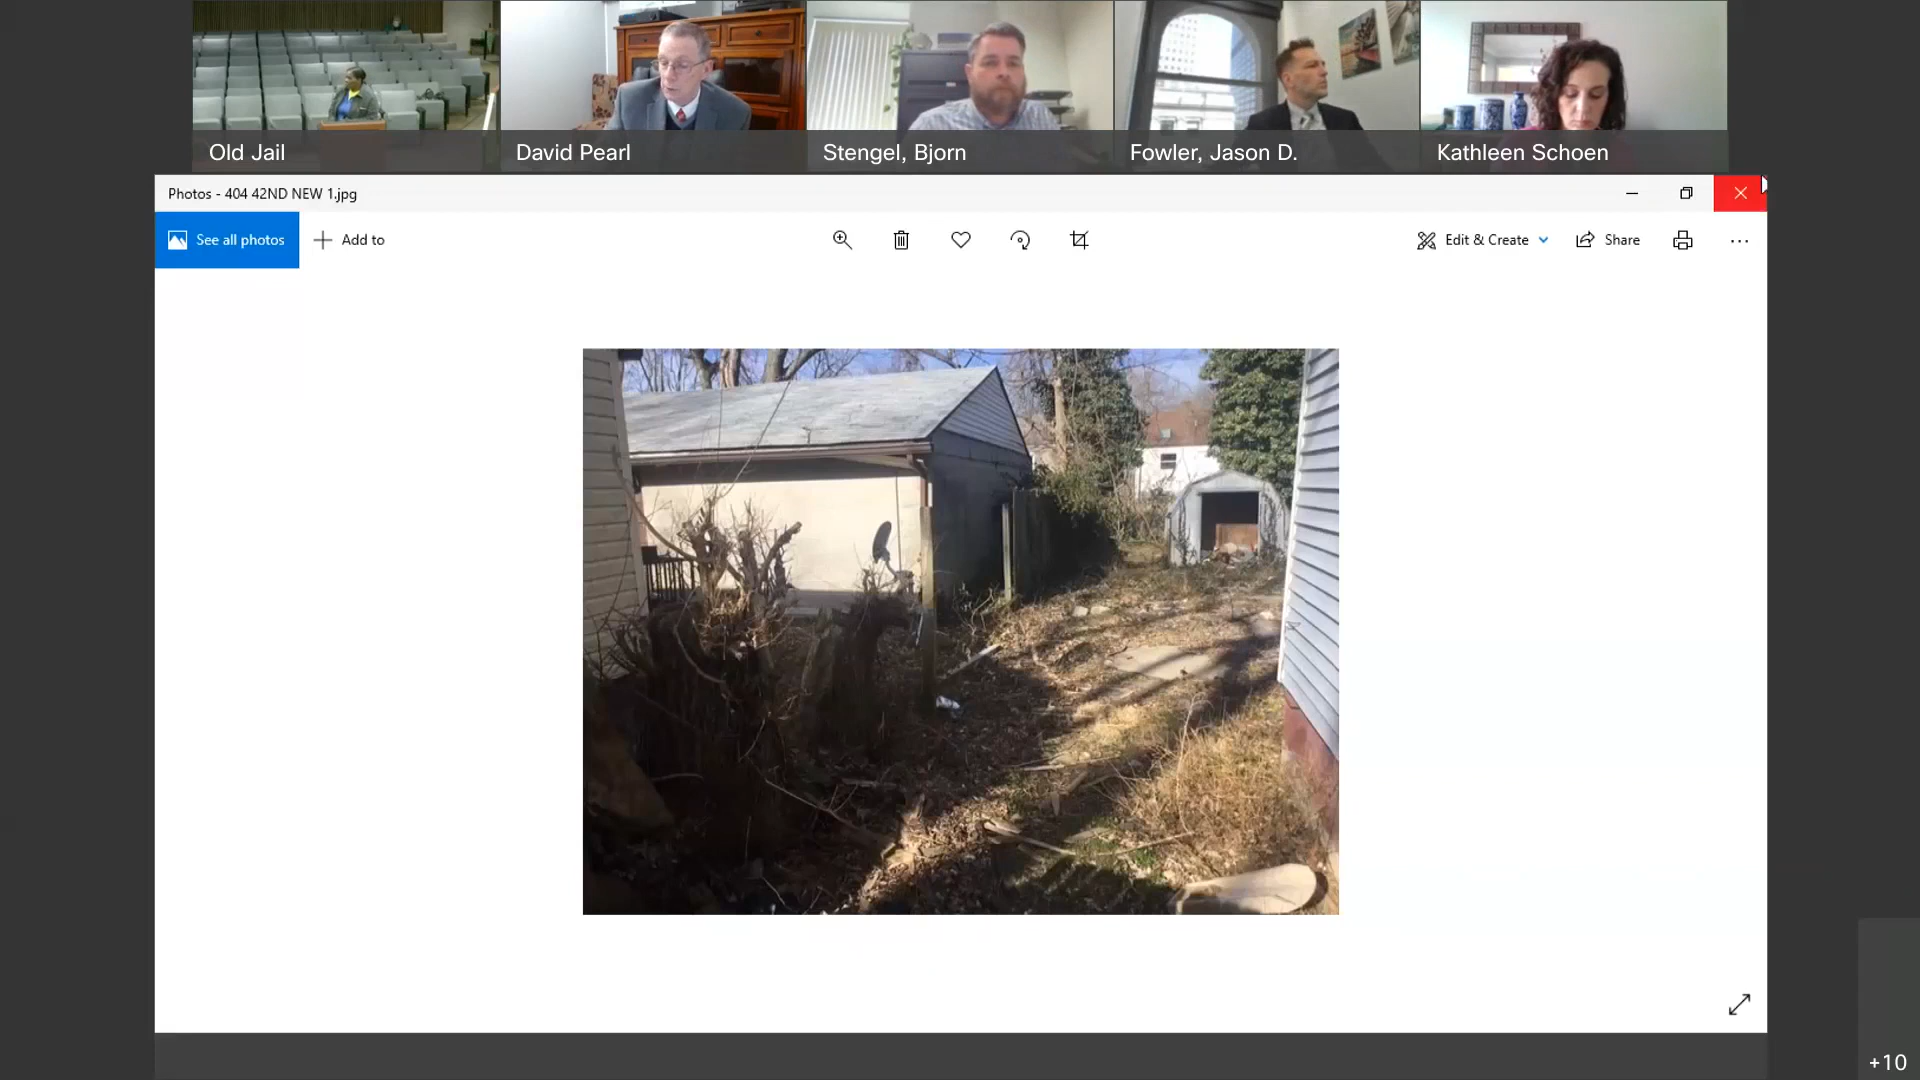 Old Jail
David Pearl
Stengel, Bjorn
Fowler, Jason D.
Kathleen Schoen
Photos - 404 42ND NEW 1.jpg
See all photos
Add to
Edit & Create
Share
+10